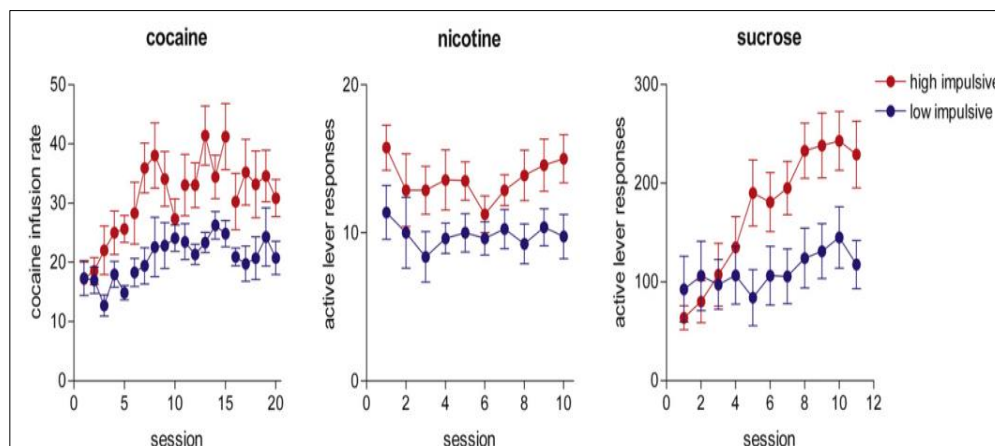 cocaine
nicotine
sucrose
high impulsive
low impulsive
cocaine infusion rate
50
40
30
20
10
0
0 5 10 15 20
session
active lever responses
20
10
0
0 2 4 6 8 10
session
active lever responses
300
200
100
0
0 2 4 6 8 10 12
session